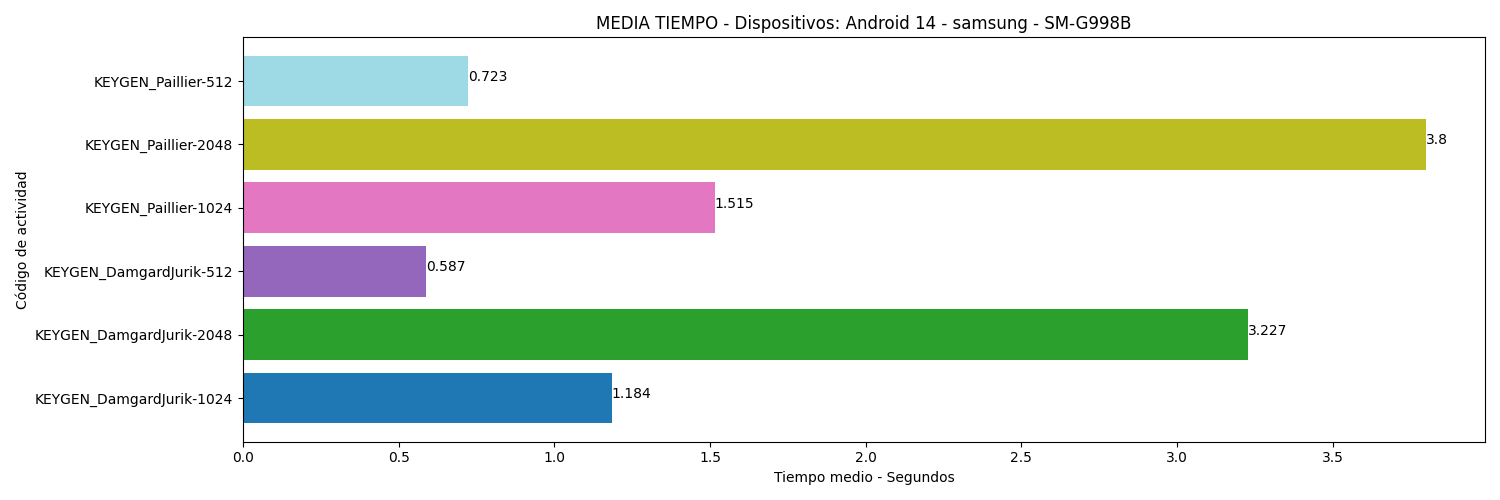 MEDIA TIEMPO - Dispositivos: Android 14 - samsung - SM-G998B
KEYGEN_Paillier-512
0.723
KEYGEN_Paillier-2048
3.8
KEYGEN_Paillier-1024
1.515
KEYGEN_DamgardJurik-512
0.587
KEYGEN_DamgardJurik-2048
3.227
KEYGEN_DamgardJurik-1024
1.184
Código de actividad
0.0 0.5 1.0 1.5 2.0 2.5 3.0 3.5
Tiempo medio - Segundos